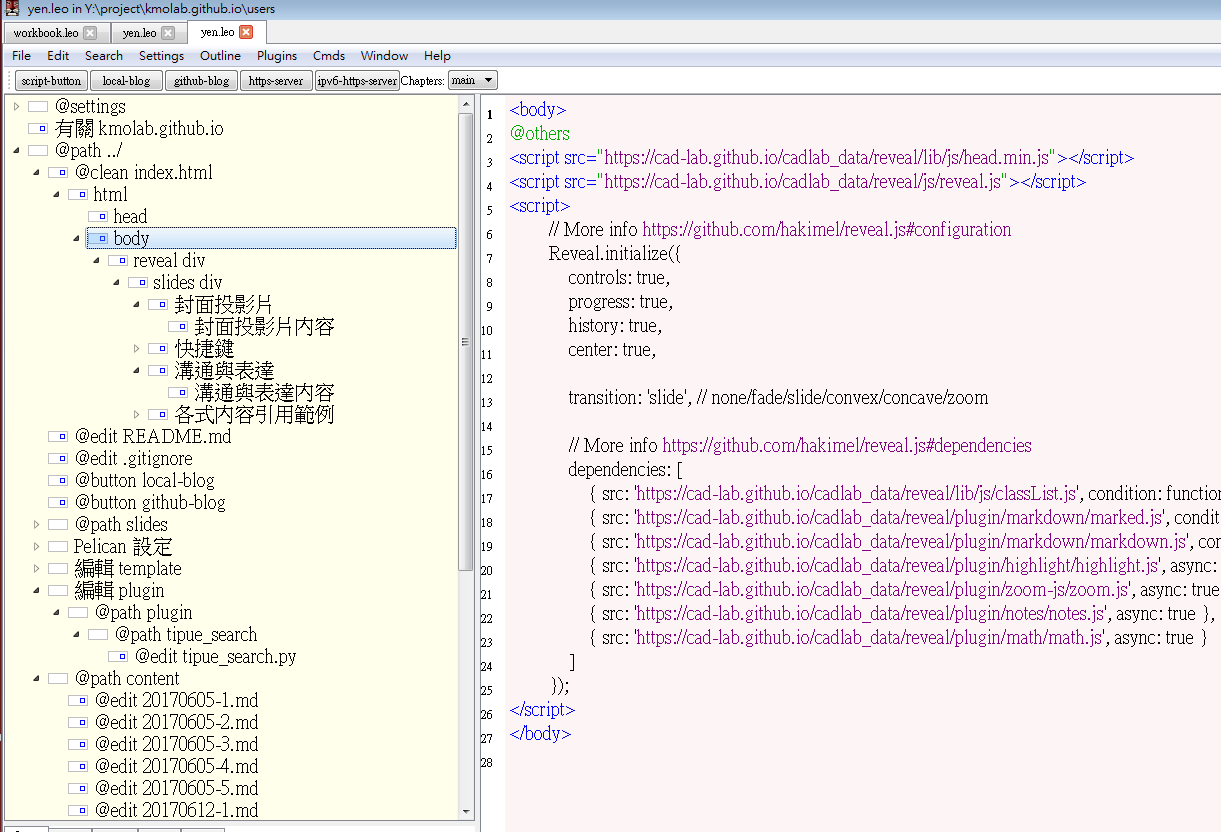 yen.leo in Y:\project\kmolab.github.io\users
workbook.leo yen.leo yen.leo
File Edit Search Settings Outline Plugins Cmds Window Help
script-button local-blog github-blog https-server ipv6-https-server Chapters: main
@settings
有關 kmolab.github.io
@path ../
@clean index.html
html
head
body
reveal div
slides div
封面投影片
封面投影片内容
快捷鍵
溝通與表達
溝通與表達内容
各式内容引用範例
@edit README.md
@edit .gitignore
@button local-blog
@button github-blog
@path slides
Pelican 設定
編輯 template
編輯 plugin
@path plugin
@path tipue_search
@edit tipue_search.py
@path content
@edit 20170605-1.md
@edit 20170605-2.md
@edit 20170605-3.md
@edit 20170605-4.md
@edit 20170605-5.md
@edit 20170612-1.md
1 <body>
2 @others
3 <script src="https://cad-lab.github.io/cadlab_data/reveal/lib/js/head.min.js"></script>
4 <script src="https://cad-lab.github.io/cadlab_data/reveal/js/reveal.js"></script>
5 <script>
6 // More info https://github.com/hakimel/reveal.js#configuration
7 Reveal.initialize({
8 controls: true,
9 progress: true,
10 history: true,
11 center: true,
12
13 transition: 'slide', // none/fade/slide/convex/concave/zoom
14
15 // More info https://github.com/hakimel/reveal.js#dependencies
16 dependencies: [
17 { src: 'https://cad-lab.github.io/cadlab_data/reveal/lib/js/classList.js', condition: function
18 { src: 'https://cad-lab.github.io/cadlab_data/reveal/plugin/markdown/marked.js', condit
19 { src: 'https://cad-lab.github.io/cadlab_data/reveal/plugin/markdown/markdown.js', con
20 { src: 'https://cad-lab.github.io/cadlab_data/reveal/plugin/highlight/highlight.js', async:
21 { src: 'https://cad-lab.github.io/cadlab_data/reveal/plugin/zoom-js/zoom.js', async: true
22 { src: 'https://cad-lab.github.io/cadlab_data/reveal/plugin/notes/notes.js', async: true },
23 { src: 'https://cad-lab.github.io/cadlab_data/reveal/plugin/math/math.js', async: true }
24 ]
25 });
26 </script>
27 </body>
28